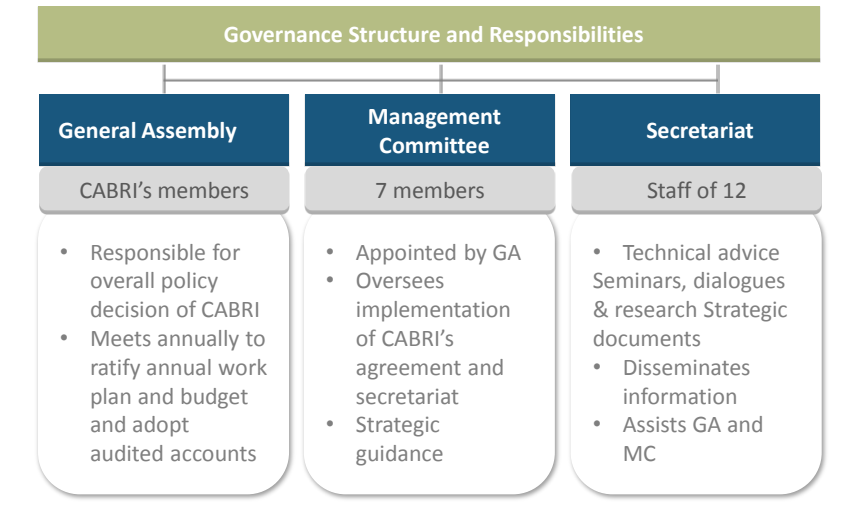 Governance Structure and Responsibilities
General Assembly
CABRI's members
• Responsible for
overall policy
decision of CABRI
• Meets annually to
ratify annual work
plan and budget
and adopt
audited accounts
Management
Committee
7 members
• Appointed by GA
• Oversees
implementation
of CABRI's
agreement and
secretariat
• Strategic
guidance
Secretariat
Staff of 12
• Technical advice
Seminars, dialogues
& research Strategic
documents
• Disseminates
information
• Assists GA and
MC